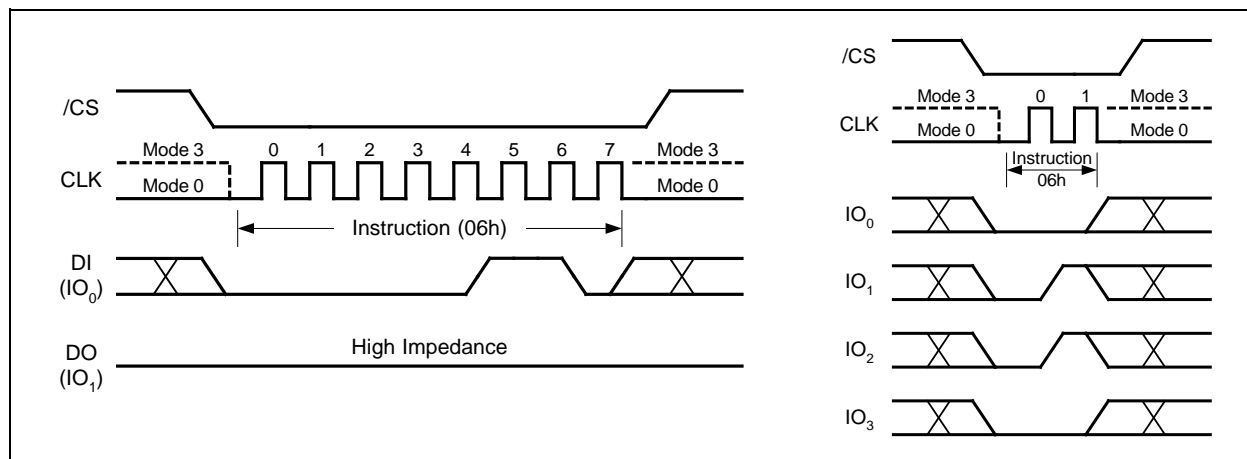 /CS
Mode 3 0 1 2 3 4 5 6 7 Mode 3
CLK Mode 0 Mode 0
Instruction (06h)
DI
(IO0)
DO High Impedance
(IO1)
/CS
Mode 3 0 1 Mode 3
CLK Mode 0 Mode 0
Instruction
06h
IO0
IO1
IO2
IO3